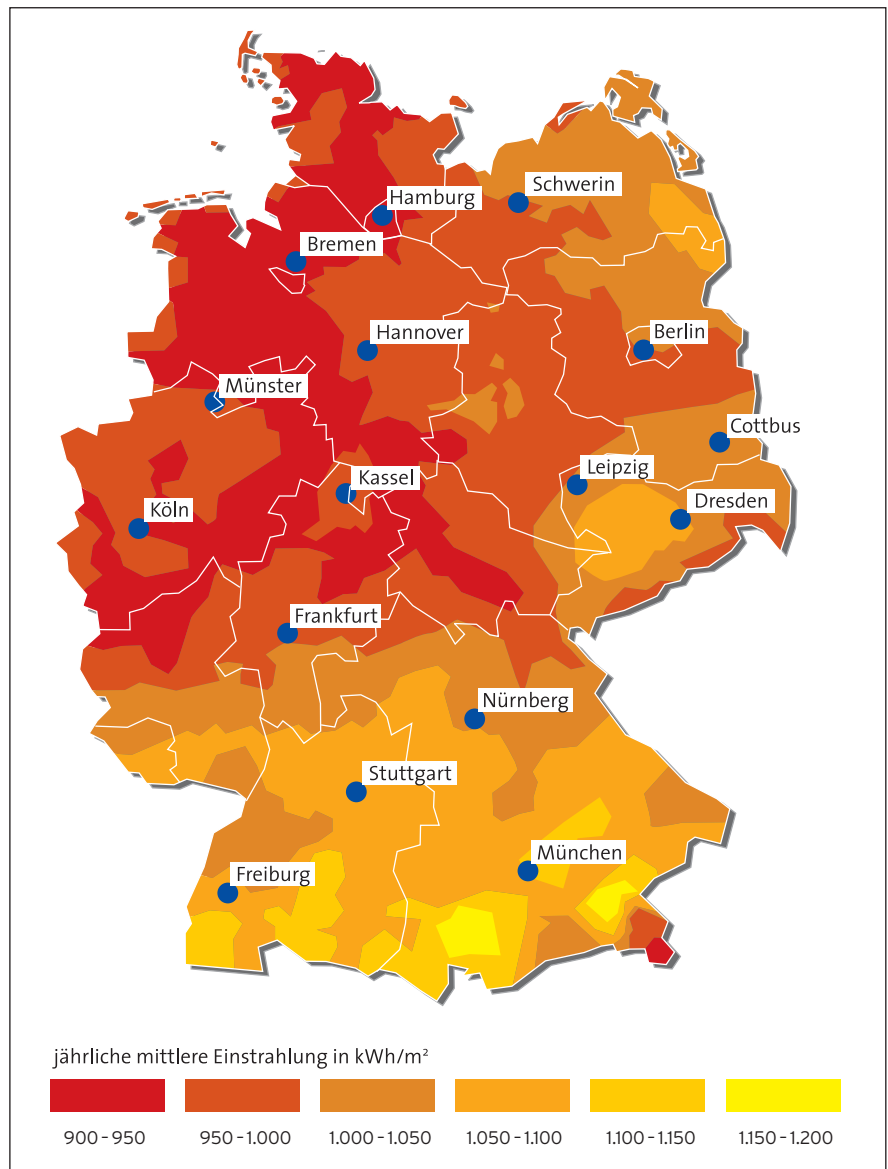 Schwerin
Hamburg
Bremen
Hannover
Berlin
Münster
Cottbus
Leipzig
Kassel
Dresden
Köln
Frankfurt
Nürnberg
Stuttgart
München
Freiburg
jährliche mittlere Einstrahlung in kWh/m²
900 - 950 950 - 1.000 1.000 - 1.050 1.050 - 1.100 1.100 - 1.150 1.150 - 1.200